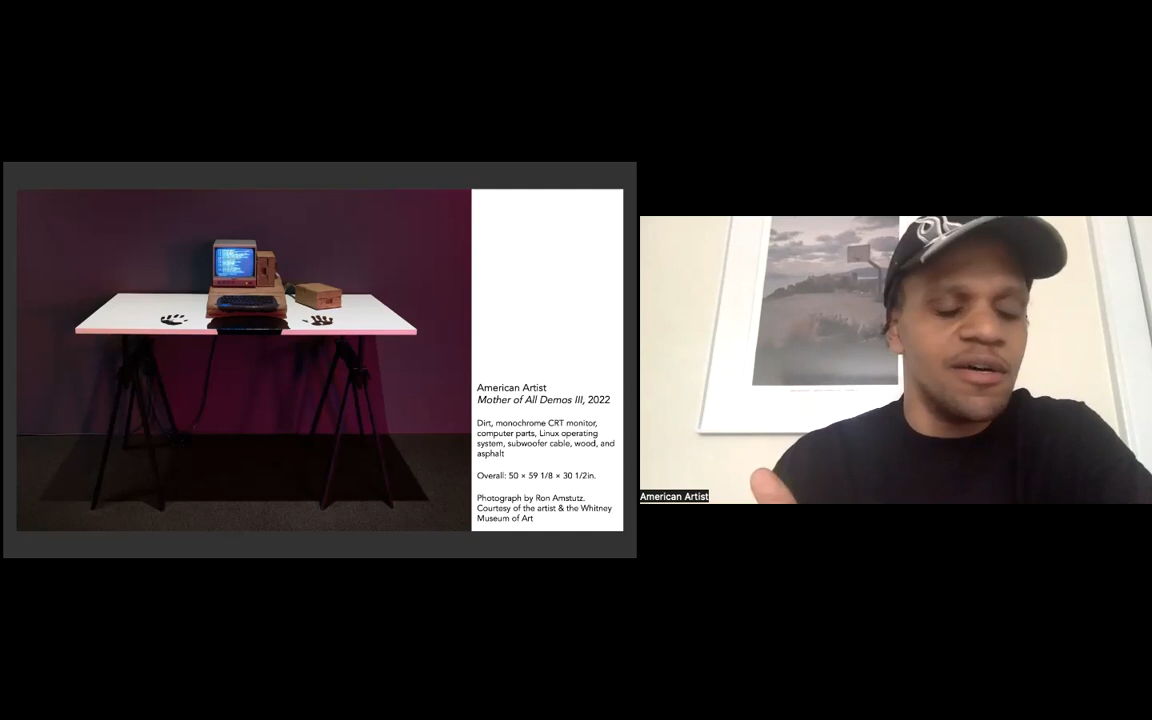 American Artist
Mother of All Demos III, 2022
Dirt, monochrome CRT monitor,
computer parts, Linux operating
system, subwoofer cable, wood, and
asphalt
Overall: 50 × 59 1/8 × 30 1/2in.
Photograph by Ron Amstutz.
Courtesy of the artist & the Whitney
Museum of Art
American Artist